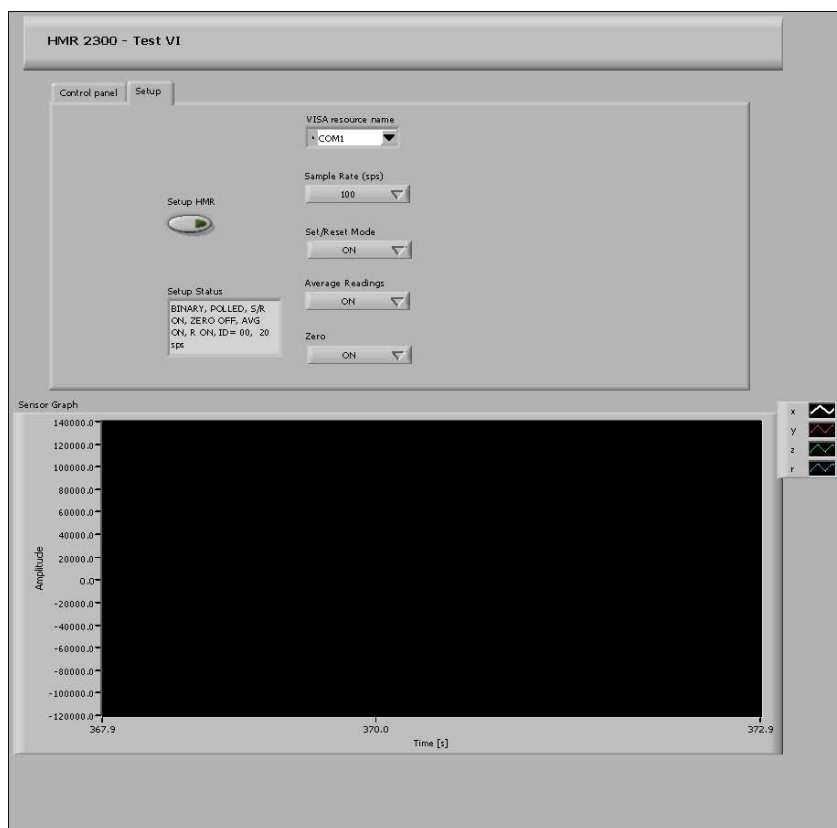 HMR 2300 - Test VI
Control panel
Setup
VISA resource name
COM1
Sample Rate (sps)
100
Setup HMR
Set/Reset Mode
ON
Average Readings
ON
Setup Status
BINARY, POLLED, S/R
ON, ZERO OFF, AVG
ON, R ON, ID= 00, 20
sps
Zero
ON
Sensor Graph
x
y
z
r
Amplitude
140000.0
120000.0
100000.0
80000.0
60000.0
40000.0
20000.0
0.0
-20000.0
-40000.0
-60000.0
-80000.0
-100000.0
-120000.0
367.9
370.0
372.9
Time [s]